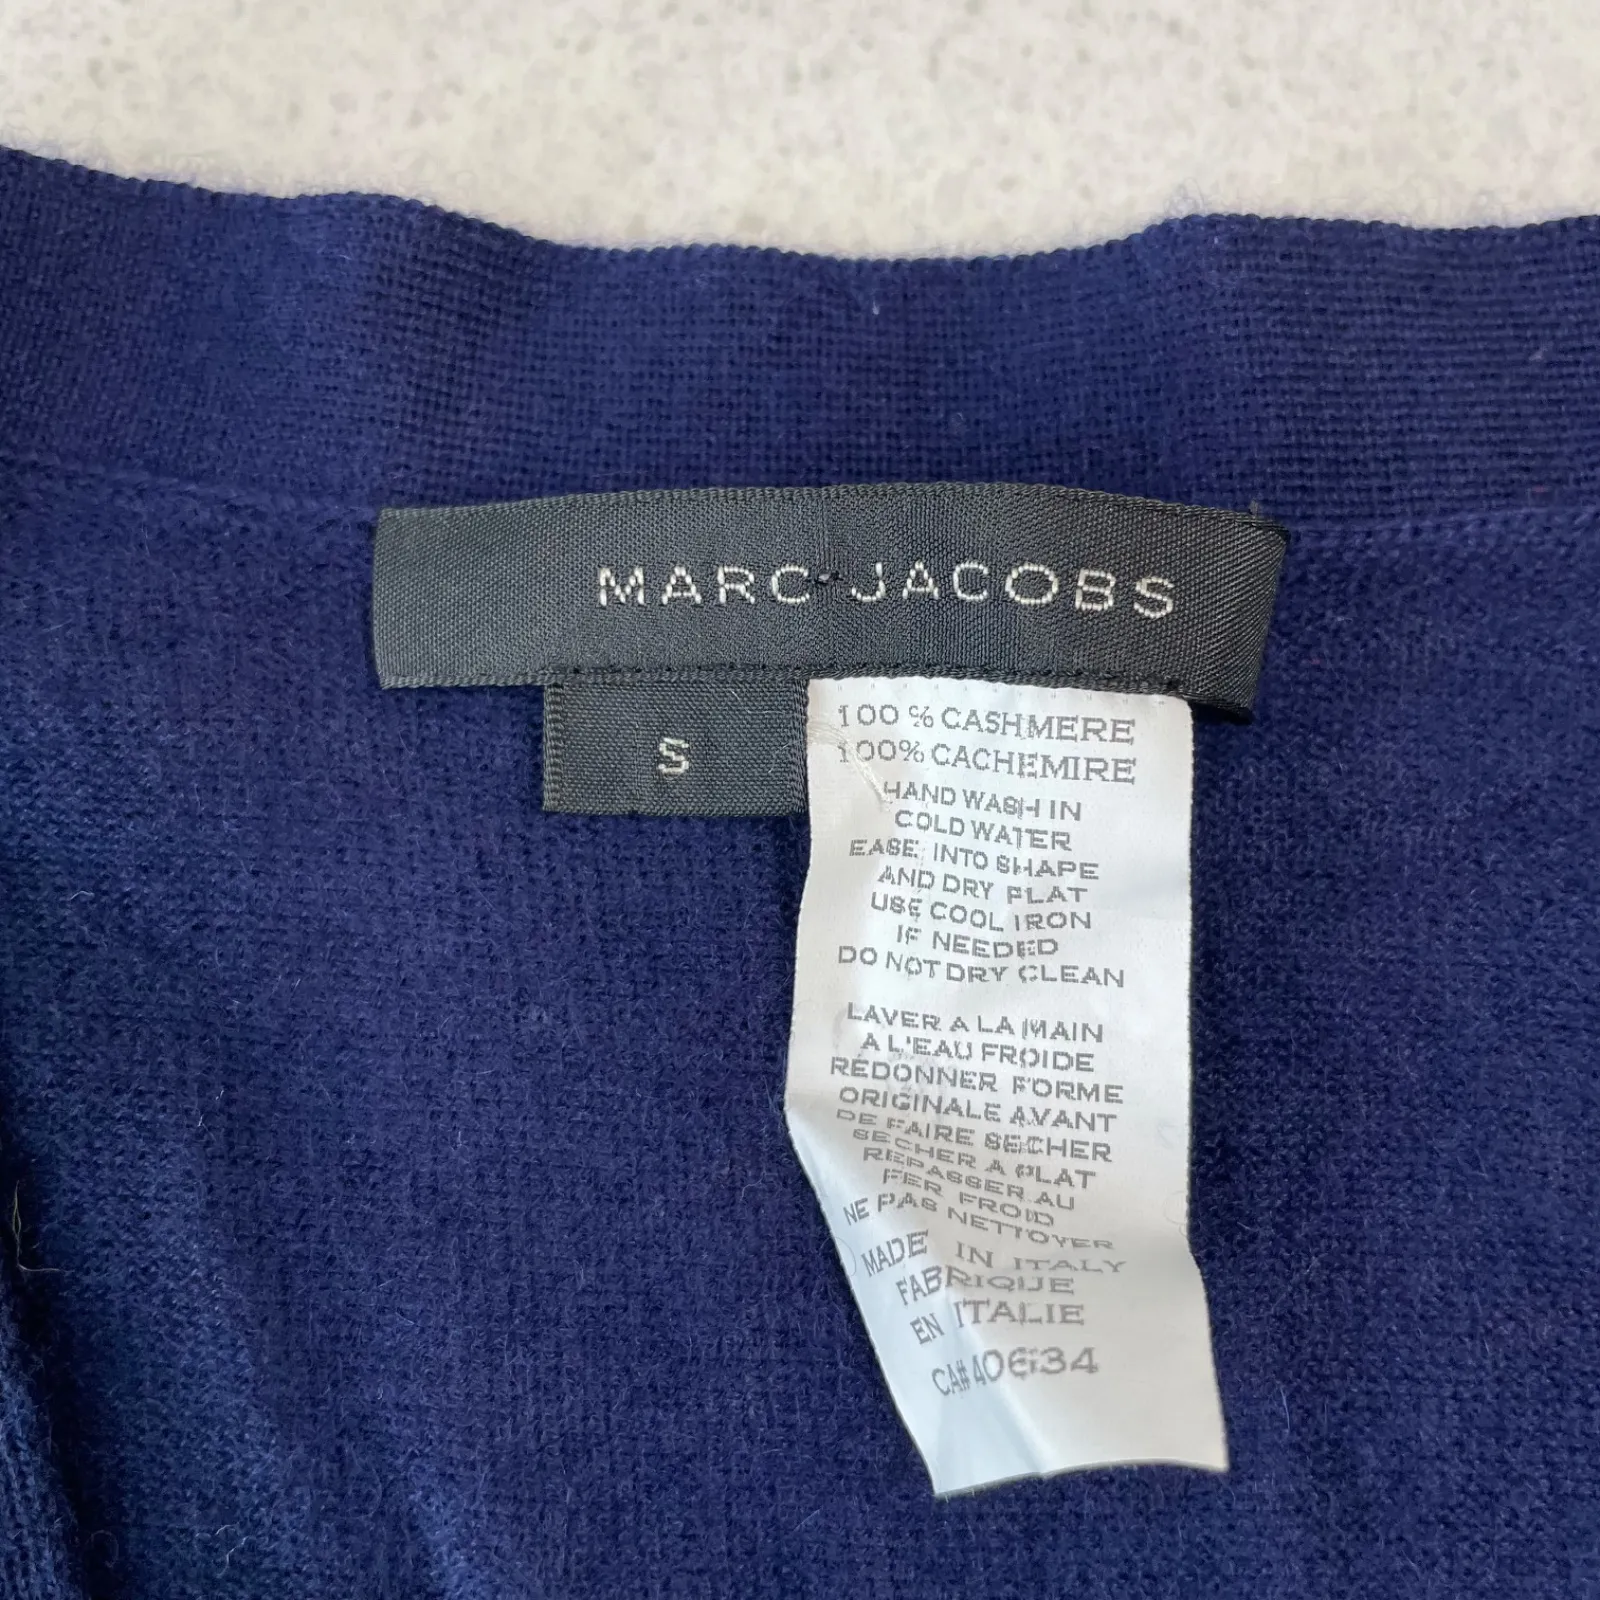 MARC JACOBS
S
100% CASHMERE
100% CACHEMIRE
HAND WASH IN
COLD WATER
EASE INTO SHAPE
AND DRY FLAT
USE COOL IRON
IF NEEDED
DO NOT DRY CLEAN
LAVER A LA MAIN
A L'EAU FROIDE
REDONNER FORME
ORIGINALE AVANT
DE FAIRE SECHER
SECHER A PLAT
REPASSER AU
FER FROID
NE PAS NETTOYER
MADE IN ITALY
FABRIQUE
EN ITALIE
CA#40634